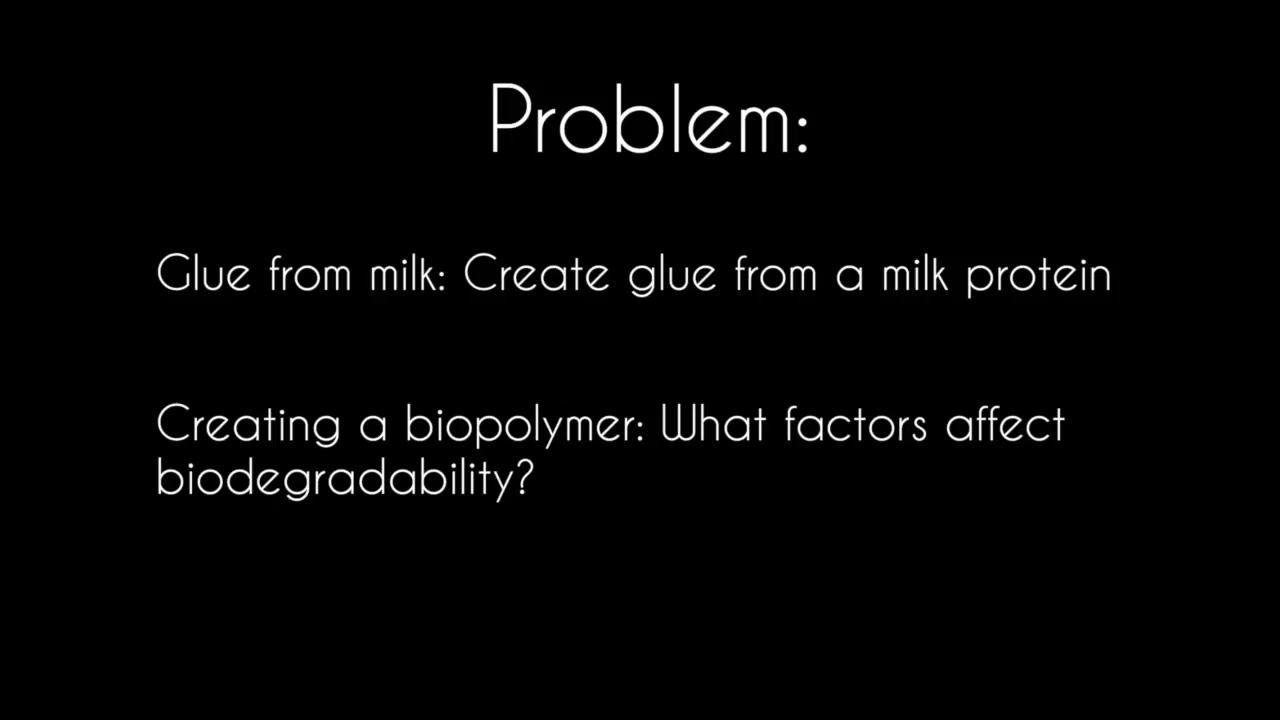 Problem:
Glue from milk: Create glue from a milk protein
Creating a biopolymer: What factors affect
biodegradability?